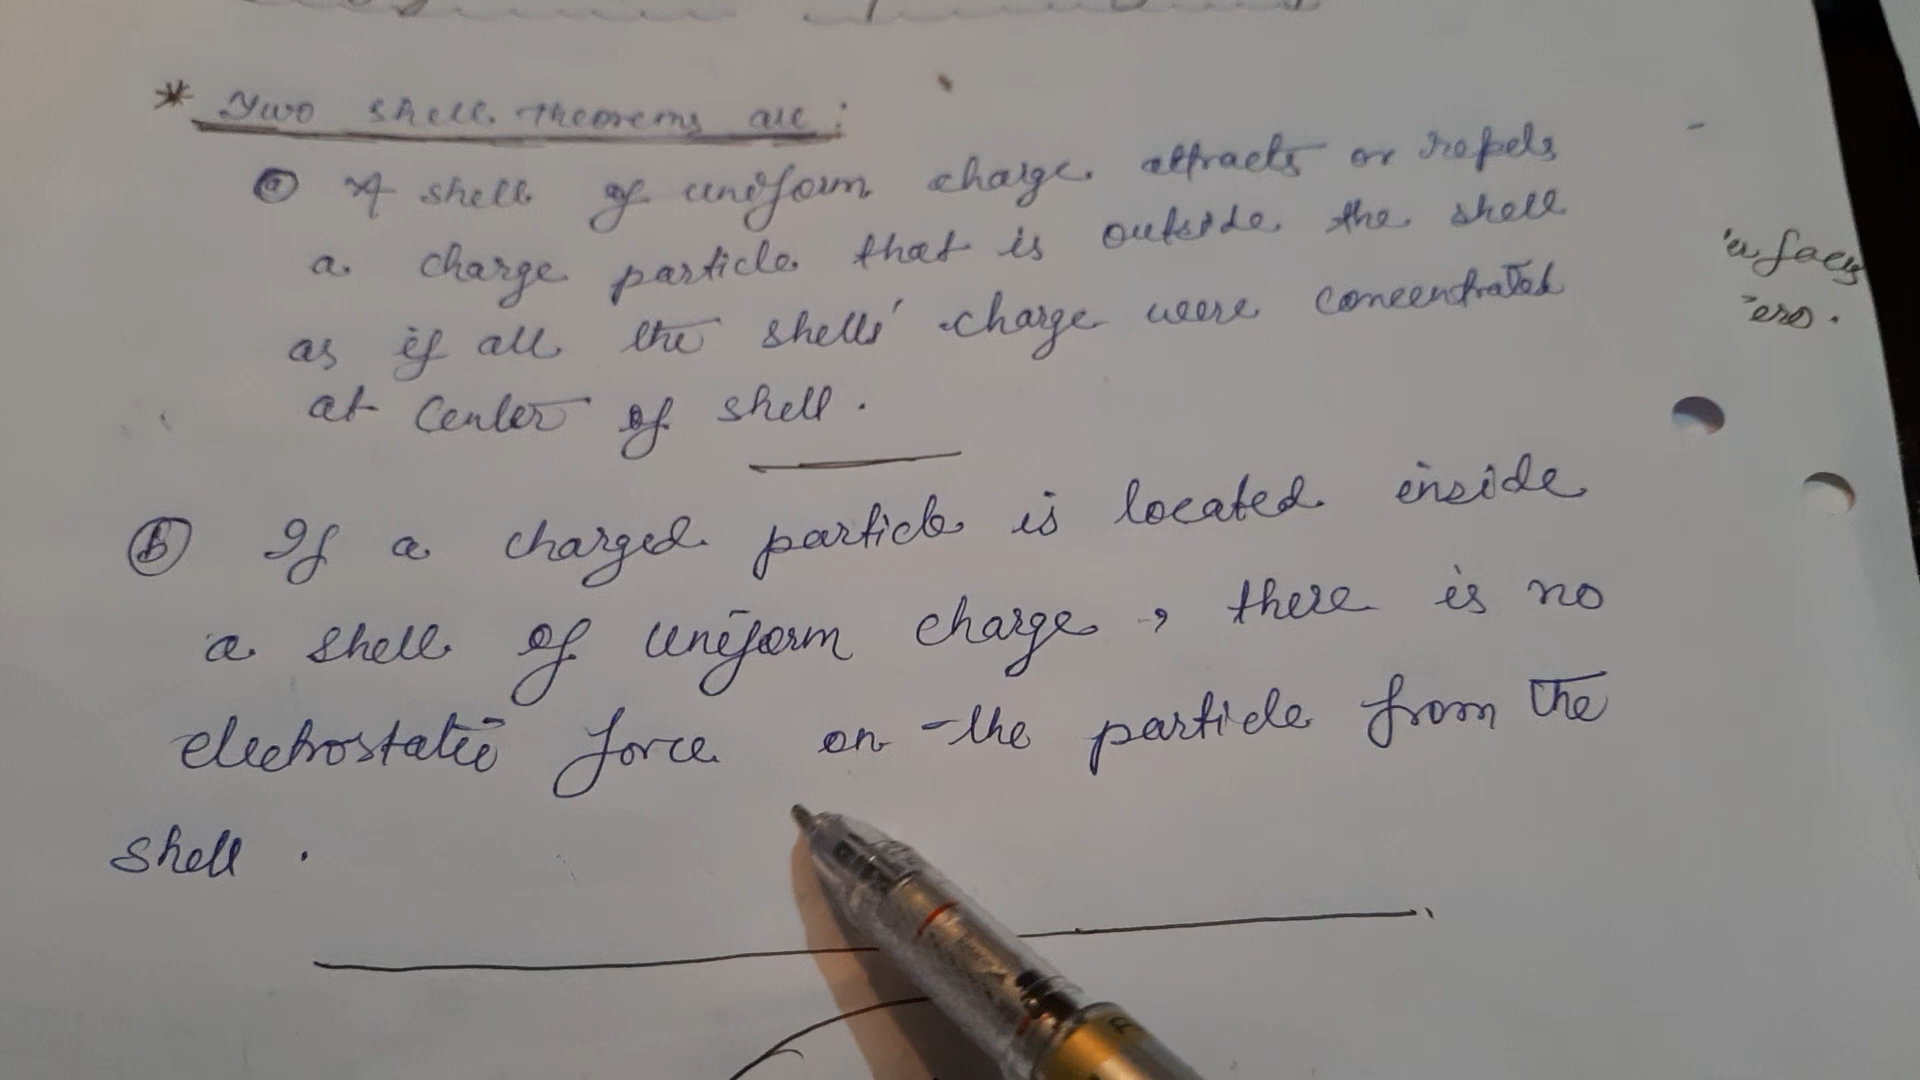 * Two shell theorems are:
(a) A shell of uniform charge attracts or repels
a charge particle that is outside the shell
as if all the shells' charge were concentrated
at center of shell.
(b) If a charged particle is located inside
a shell of uniform charge, there is no
electrostatic force on the particle from the
shell.